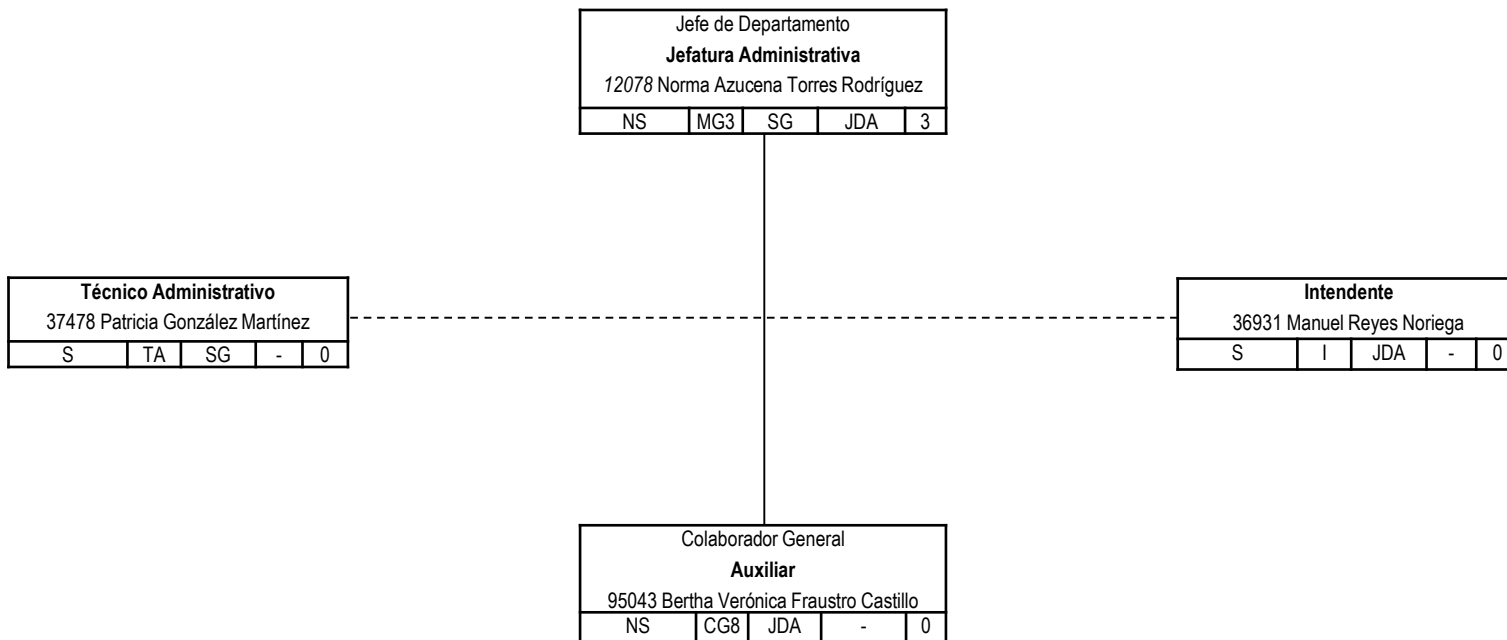 Jefe de Departamento
Jefatura Administrativa
12078 Norma Azucena Torres Rodríguez
NS MG3 SG JDA 3
Técnico Administrativo
37478 Patricia González Martínez
S TA SG - 0
Intendente
36931 Manuel Reyes Noriega
S I JDA - 0
Colaborador General
Auxiliar
95043 Bertha Verónica Fraustro Castillo
NS CG8 JDA - 0